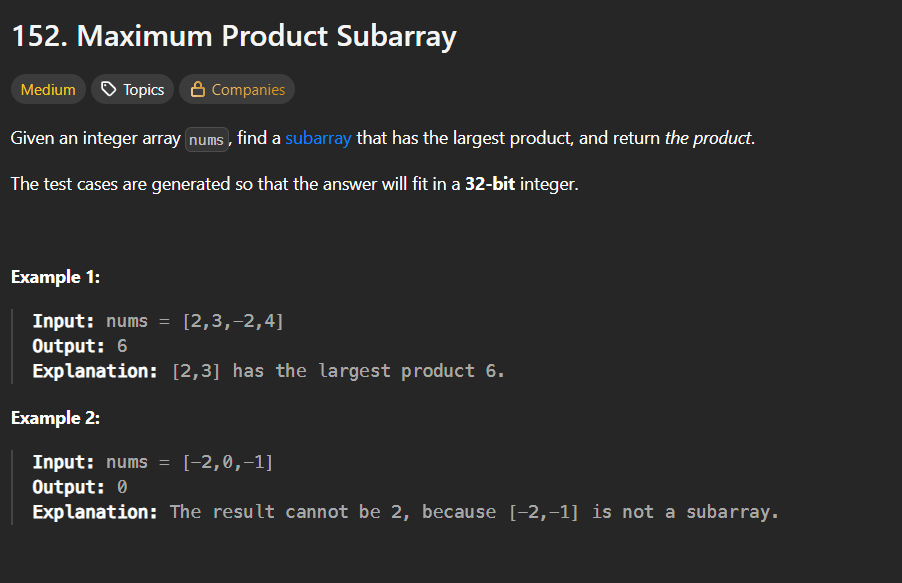 152. Maximum Product Subarray
Medium Topics Companies
Given an integer array nums, find a subarray that has the largest product, and return the product.
The test cases are generated so that the answer will fit in a 32-bit integer.
Example 1:
Input: nums = [2,3,-2,4]
Output: 6
Explanation: [2,3] has the largest product 6.
Example 2:
Input: nums = [-2,0,-1]
Output: 0
Explanation: The result cannot be 2, because [-2,-1] is not a subarray.